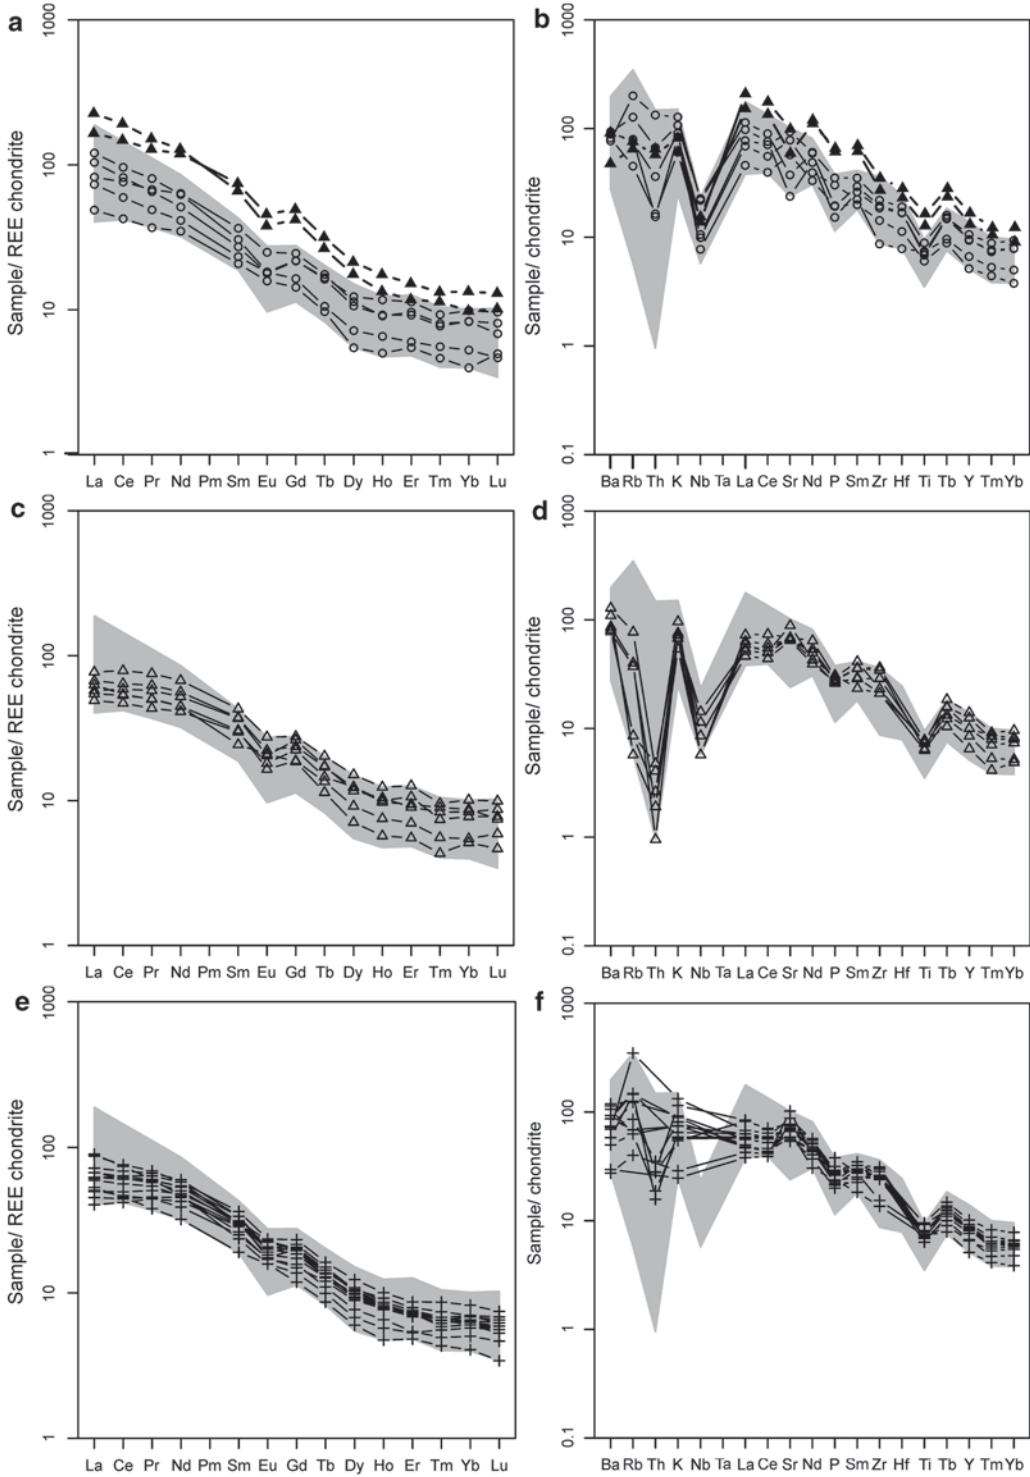 a
b
1000
100
10
1
Sample/ REE chondrite
La Ce Pr Nd Pm Sm Eu Gd Tb Dy Ho Er Tm Yb Lu
1000
100
10
1
0.1
Sample/ chondrite
Ba Rb Th K Nb Ta La Ce Sr Nd P Sm Zr Hf Ti Tb Y Tm Yb
c
d
1000
100
10
1
Sample/ REE chondrite
La Ce Pr Nd Pm Sm Eu Gd Tb Dy Ho Er Tm Yb Lu
1000
100
10
1
0.1
Sample/ chondrite
Ba Rb Th K Nb Ta La Ce Sr Nd P Sm Zr Hf Ti Tb Y Tm Yb
e
f
1000
100
10
1
Sample/ REE chondrite
La Ce Pr Nd Pm Sm Eu Gd Tb Dy Ho Er Tm Yb Lu
1000
100
10
1
0.1
Sample/ chondrite
Ba Rb Th K Nb Ta La Ce Sr Nd P Sm Zr Hf Ti Tb Y Tm Yb